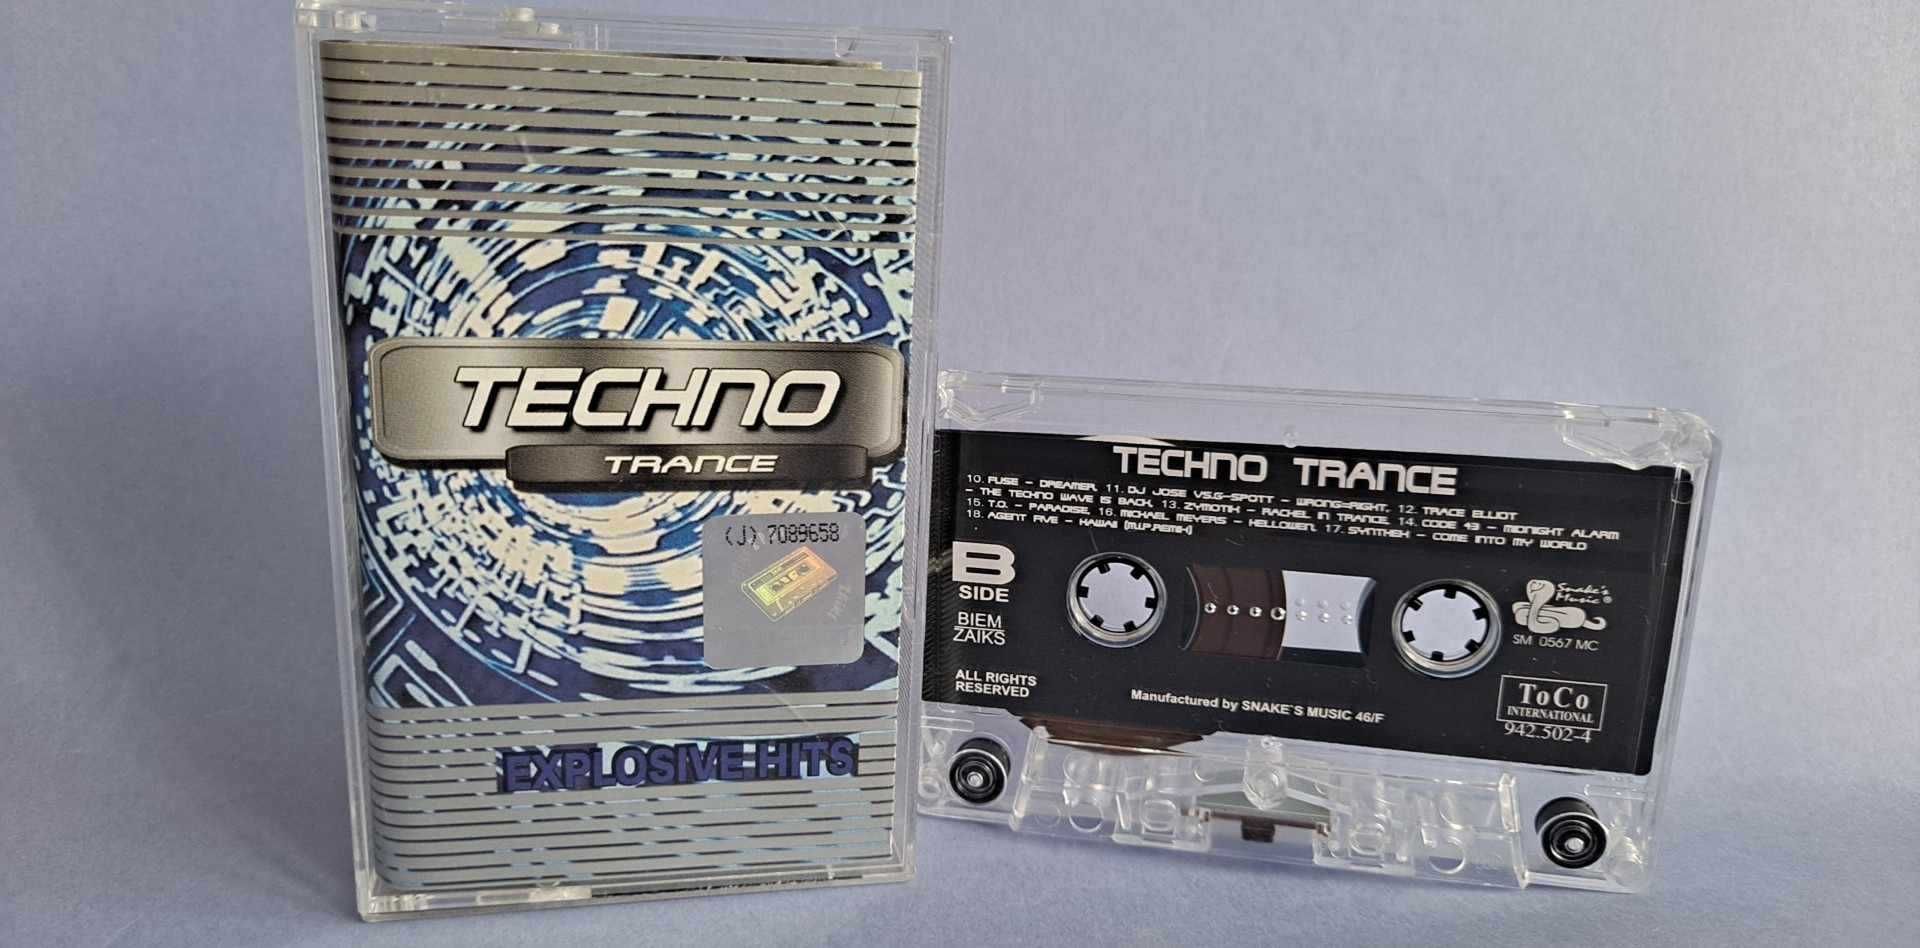 TECHNO
TRANCE
(J) 7089658
EXPLOSIVE HITS
TECHNO TRANCE
10. FUSE - DREAMER, 11. DJ JOSE VS.G-SPOTT - WRONG=RIGHT, 12. TRACE ELLIOT
- THE TECHNO WAVE IS BACK, 13. ZYMOTIX - RACHEL IN TRANCE, 14. CODE 43 - MIDNIGHT ALARM
15. T.O. - PARADISE, 16. MICHAEL MEYERS - HELLOWEN, 17. SYNTHEX - COME INTO MY WORLD
18. AGENT FIVE - HAWAII (M.I.P.REMIX)
B
SIDE
BIEM
ZAIKS
ALL RIGHTS
RESERVED
Manufactured by SNAKE`S MUSIC 46/F
Snake's
Music ®
SM 0567 MC
ToCo
INTERNATIONAL
942.502-4